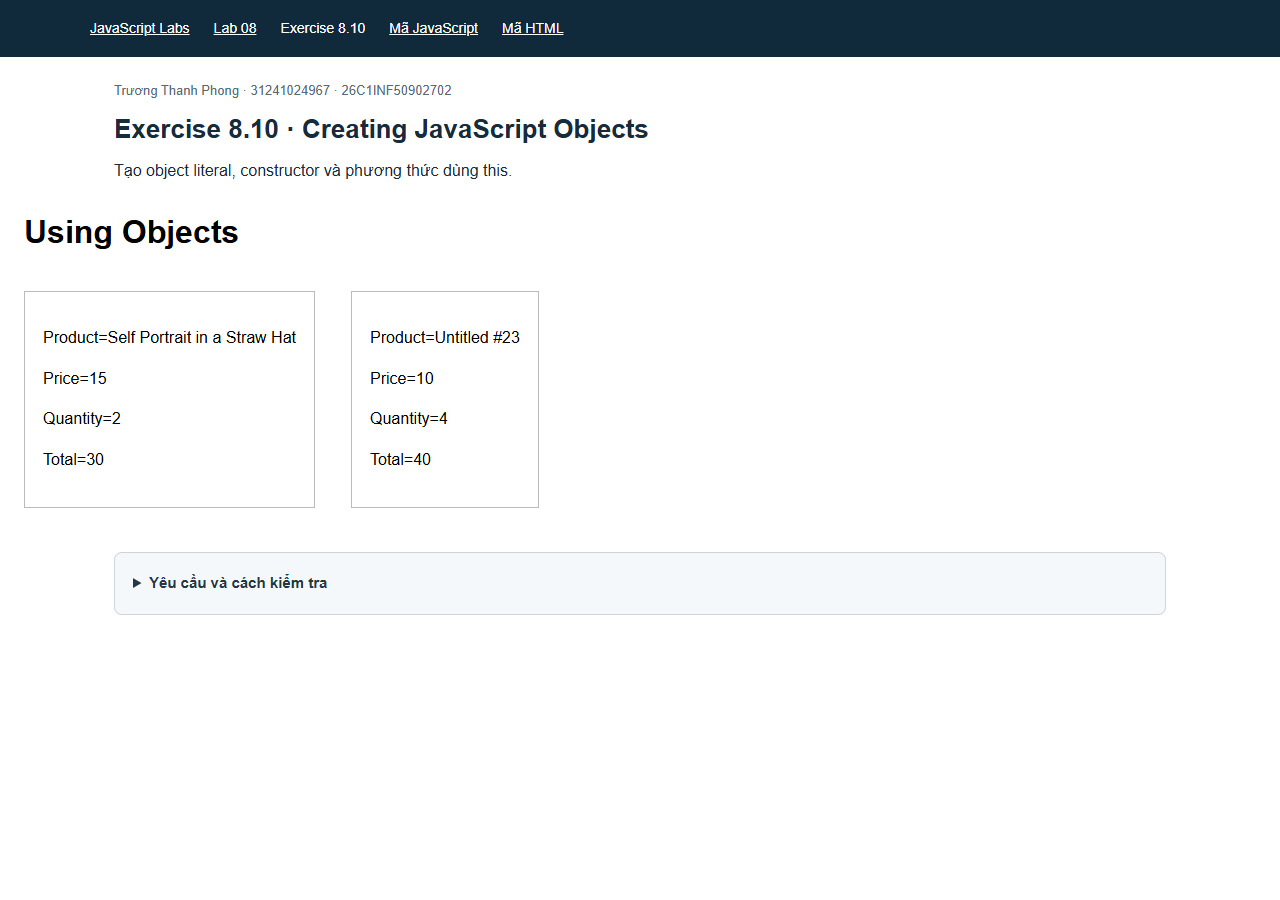 JavaScript Labs Lab 08 Exercise 8.10 Mã JavaScript Mã HTML
Trương Thanh Phong · 31241024967 · 26C1INF50902702
Exercise 8.10 · Creating JavaScript Objects
Tạo object literal, constructor và phương thức dùng this.
Using Objects
Product=Self Portrait in a Straw Hat
Price=15
Quantity=2
Total=30
Product=Untitled #23
Price=10
Quantity=4
Total=40
Yêu cầu và cách kiểm tra